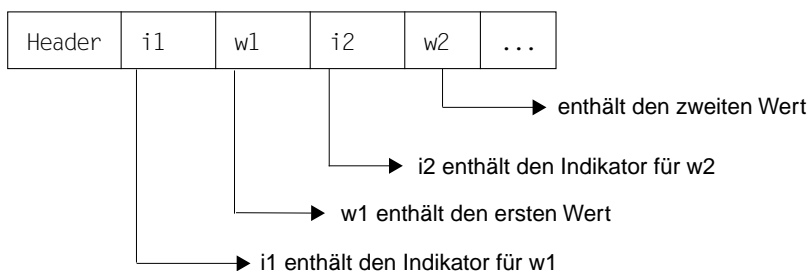 Header i1 w1 i2 w2 ...
enthält den zweiten Wert
i2 enthält den Indikator für w2
w1 enthält den ersten Wert
i1 enthält den Indikator für w1